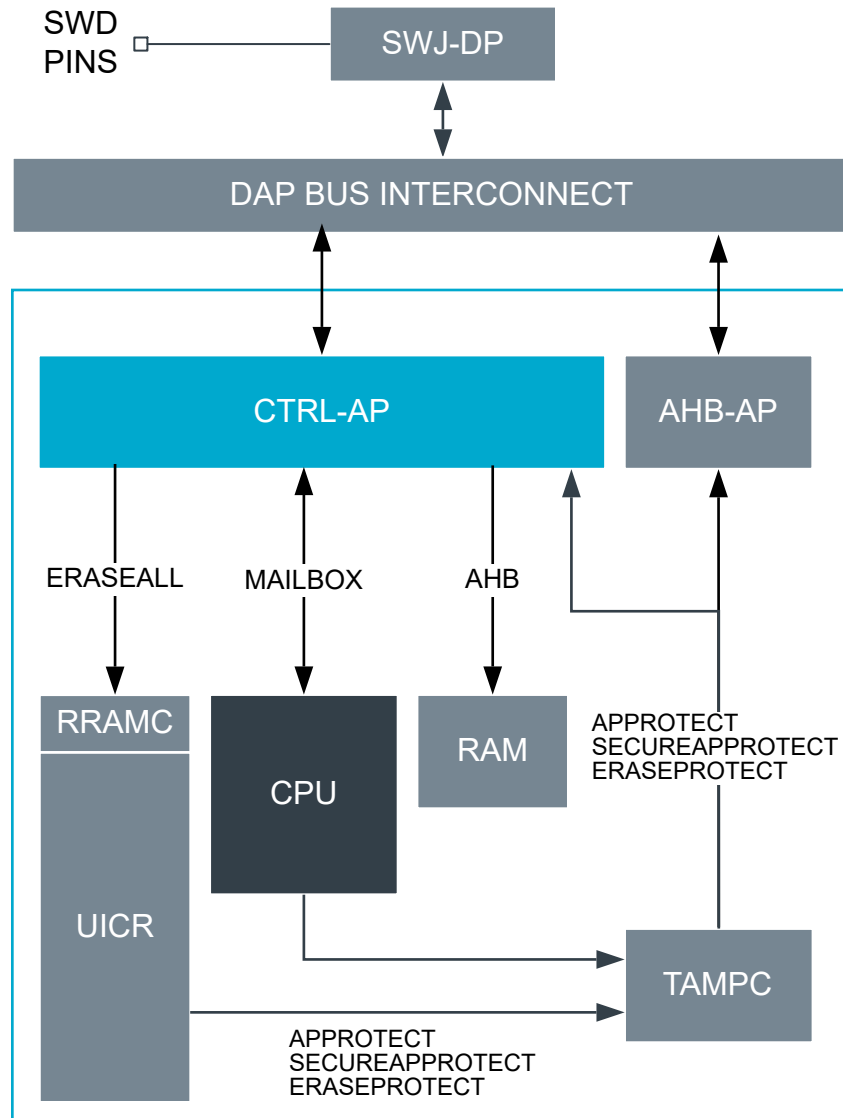 SWD
PINS
SWJ-DP
DAP BUS INTERCONNECT
CTRL-AP
AHB-AP
ERASEALL
MAILBOX
AHB
RRAMC
CPU
RAM
APPROTECT
SECUREAPPROTECT
ERASEPROTECT
UICR
TAMPC
APPROTECT
SECUREAPPROTECT
ERASEPROTECT